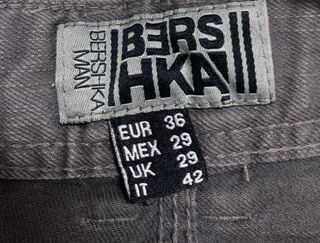 BERSHKA
MAN
BERS
HKA
EUR 36
MEX 29
UK 29
IT 42